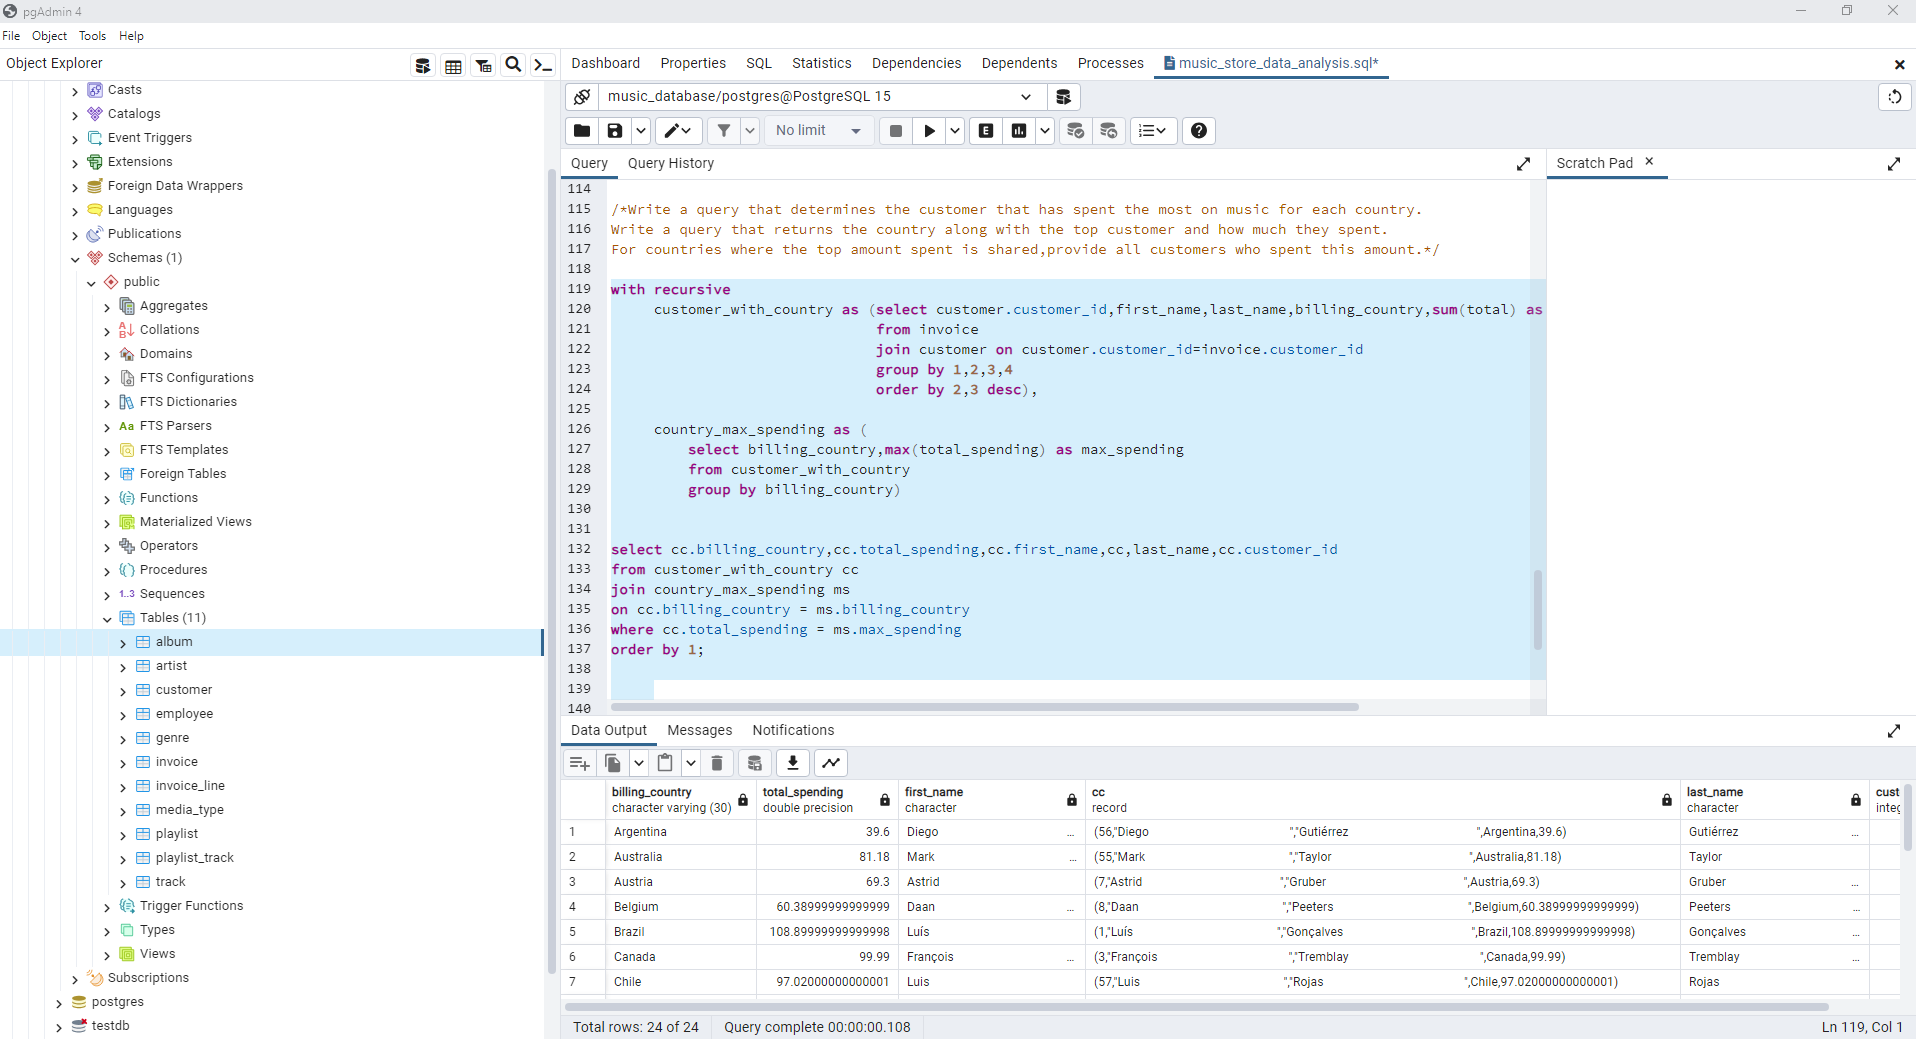 pgAdmin 4
File Object Tools Help
Object Explorer
Casts
Catalogs
Event Triggers
Extensions
Foreign Data Wrappers
Languages
Publications
Schemas (1)
public
Aggregates
Collations
Domains
FTS Configurations
FTS Dictionaries
Aa FTS Parsers
FTS Templates
Foreign Tables
Functions
Materialized Views
Operators
Procedures
1..3 Sequences
Tables (11)
album
artist
customer
employee
genre
invoice
invoice_line
media_type
playlist
playlist_track
track
Trigger Functions
Types
Views
Subscriptions
postgres
testdb
Dashboard Properties SQL Statistics Dependencies Dependents Processes music_store_data_analysis.sql*
music_database/postgres@PostgreSQL 15
No limit E
Query Query History
Scratch Pad
114
115 /*Write a query that determines the customer that has spent the most on music for each country.
116 Write a query that returns the country along with the top customer and how much they spent.
117 For countries where the top amount spent is shared,provide all customers who spent this amount.*/
118
119 with recursive
120 customer_with_country as (select customer.customer_id,first_name,last_name,billing_country,sum(total) as
121 from invoice
122 join customer on customer.customer_id=invoice.customer_id
123 group by 1,2,3,4
124 order by 2,3 desc),
125
126 country_max_spending as (
127 select billing_country,max(total_spending) as max_spending
128 from customer_with_country
129 group by billing_country)
130
131
132 select cc.billing_country,cc.total_spending,cc.first_name,cc,last_name,cc.customer_id
133 from customer_with_country cc
134 join country_max_spending ms
135 on cc.billing_country = ms.billing_country
136 where cc.total_spending = ms.max_spending
137 order by 1;
138
139
140
Data Output Messages Notifications
billing_country total_spending first_name cc last_name cust
character varying (30) double precision character record character integ
1 Argentina 39.6 Diego ... (56,"Diego ","Gutiérrez ",Argentina,39.6) Gutiérrez ...
2 Australia 81.18 Mark ... (55,"Mark ","Taylor ",Australia,81.18) Taylor ...
3 Austria 69.3 Astrid (7,"Astrid ","Gruber ",Austria,69.3) Gruber ...
4 Belgium 60.38999999999999 Daan ... (8,"Daan ","Peeters ",Belgium,60.38999999999999) Peeters ...
5 Brazil 108.89999999999998 Luís (1,"Luís ","Gonçalves ",Brazil,108.89999999999998) Gonçalves ...
6 Canada 99.99 François ... (3,"François ","Tremblay ",Canada,99.99) Tremblay ...
7 Chile 97.02000000000001 Luis (57,"Luis ","Rojas ",Chile,97.02000000000001) Rojas
Total rows: 24 of 24 Query complete 00:00:00.108 Ln 119, Col 1